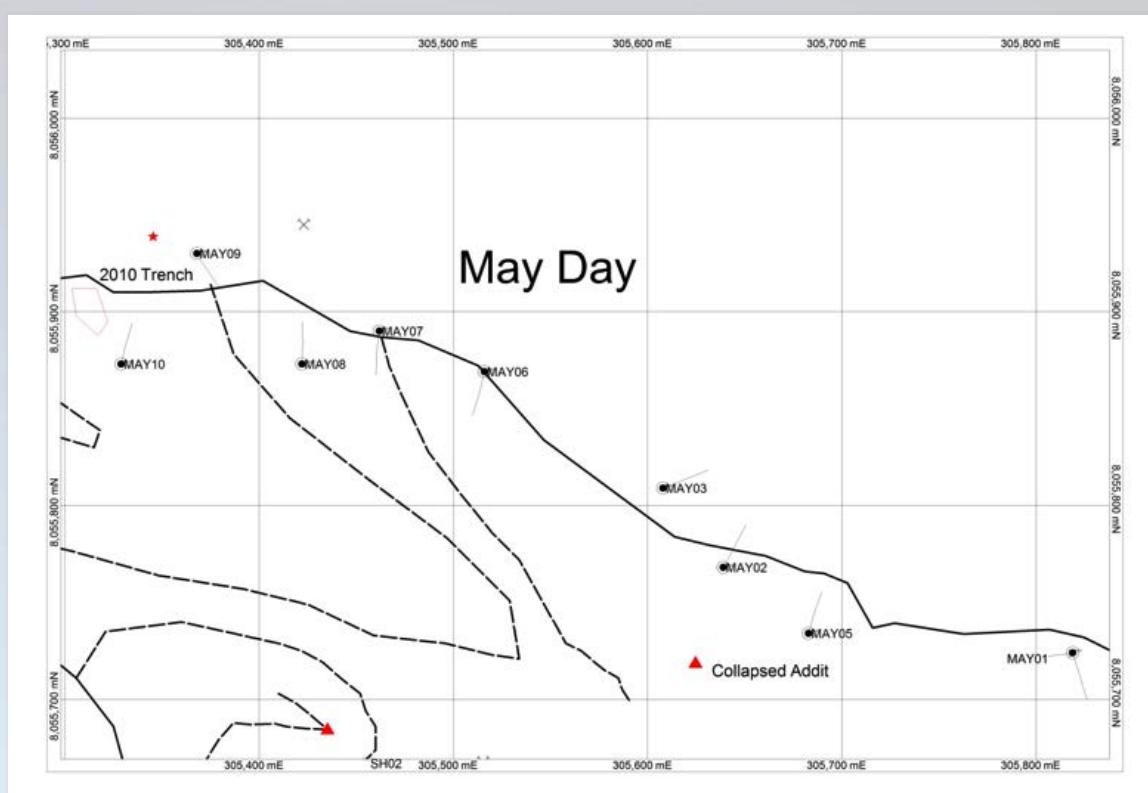 ,300 mE 305,400 mE 305,500 mE 305,600 mE 305,700 mE 305,800 mE
8,056,000 mN 8,056,000 mN
MAY09
May Day
2010 Trench
8,055,900 mN 8,055,900 mN
MAY07
MAY10 MAY08 MAY06
MAY03
8,055,800 mN 8,055,800 mN
MAY02
MAY05
MAY01
Collapsed Addit
8,055,700 mN 8,055,700 mN
305,400 mE SH02 305,500 mE 305,600 mE 305,700 mE 305,800 mE